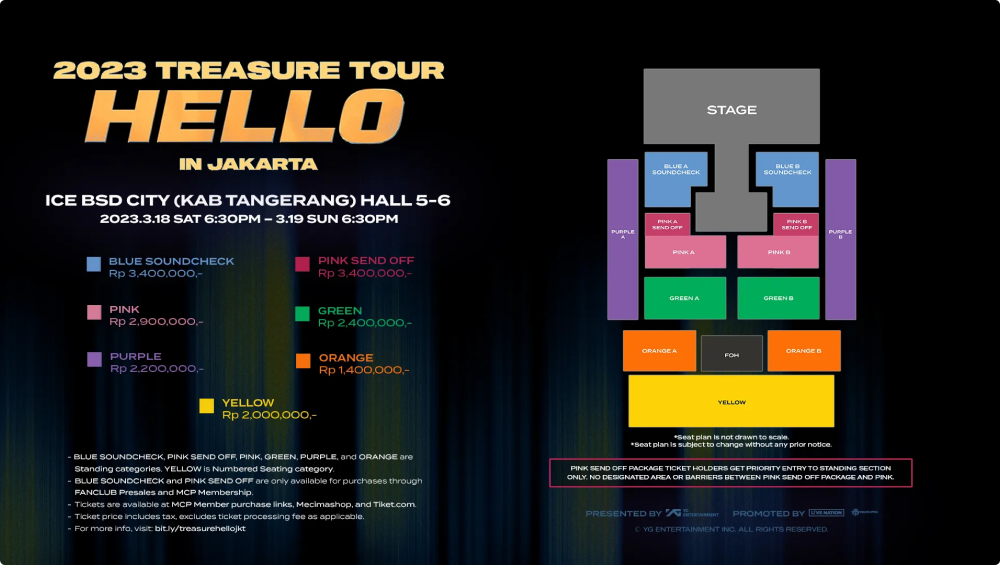 2023 TREASURE TOUR
HELLO
IN JAKARTA
ICE BSD CITY (KAB TANGERANG) HALL 5-6
2023.3.18 SAT 6:30PM – 3.19 SUN 6:30PM
BLUE SOUNDCHECK
Rp 3,400,000,-
PINK SEND OFF
Rp 3,400,000,-
PINK
Rp 2,900,000,-
GREEN
Rp 2,400,000,-
PURPLE
Rp 2,200,000,-
ORANGE
Rp 1,400,000,-
YELLOW
Rp 2,000,000,-
- BLUE SOUNDCHECK, PINK SEND OFF, PINK, GREEN, PURPLE, and ORANGE are
Standing categories. YELLOW is Numbered Seating category.
- BLUE SOUNDCHECK and PINK SEND OFF are only available for purchases through
FANCLUB Presales and MCP Membership.
- Tickets are available at MCP Member purchase links, Mecimashop, and Tiket.com.
- Ticket price includes tax, excludes ticket processing fee as applicable.
- For more info, visit: bit.ly/treasurehellojkt
STAGE
BLUE A
SOUNDCHECK
BLUE B
SOUNDCHECK
PURPLE
A
PURPLE
B
PINK A
SEND OFF
PINK B
SEND OFF
PINK A
PINK B
GREEN A
GREEN B
ORANGE A
FOH
ORANGE B
YELLOW
*Seat plan is not drawn to scale.
*Seat plan is subject to change without any prior notice.
PINK SEND OFF PACKAGE TICKET HOLDERS GET PRIORITY ENTRY TO STANDING SECTION
ONLY. NO DESIGNATED AREA OR BARRIERS BETWEEN PINK SEND OFF PACKAGE AND PINK.
PRESENTED BY YG ENTERTAINMENT PROMOTED BY LIVE NATION
© YG ENTERTAINMENT INC. ALL RIGHTS RESERVED.